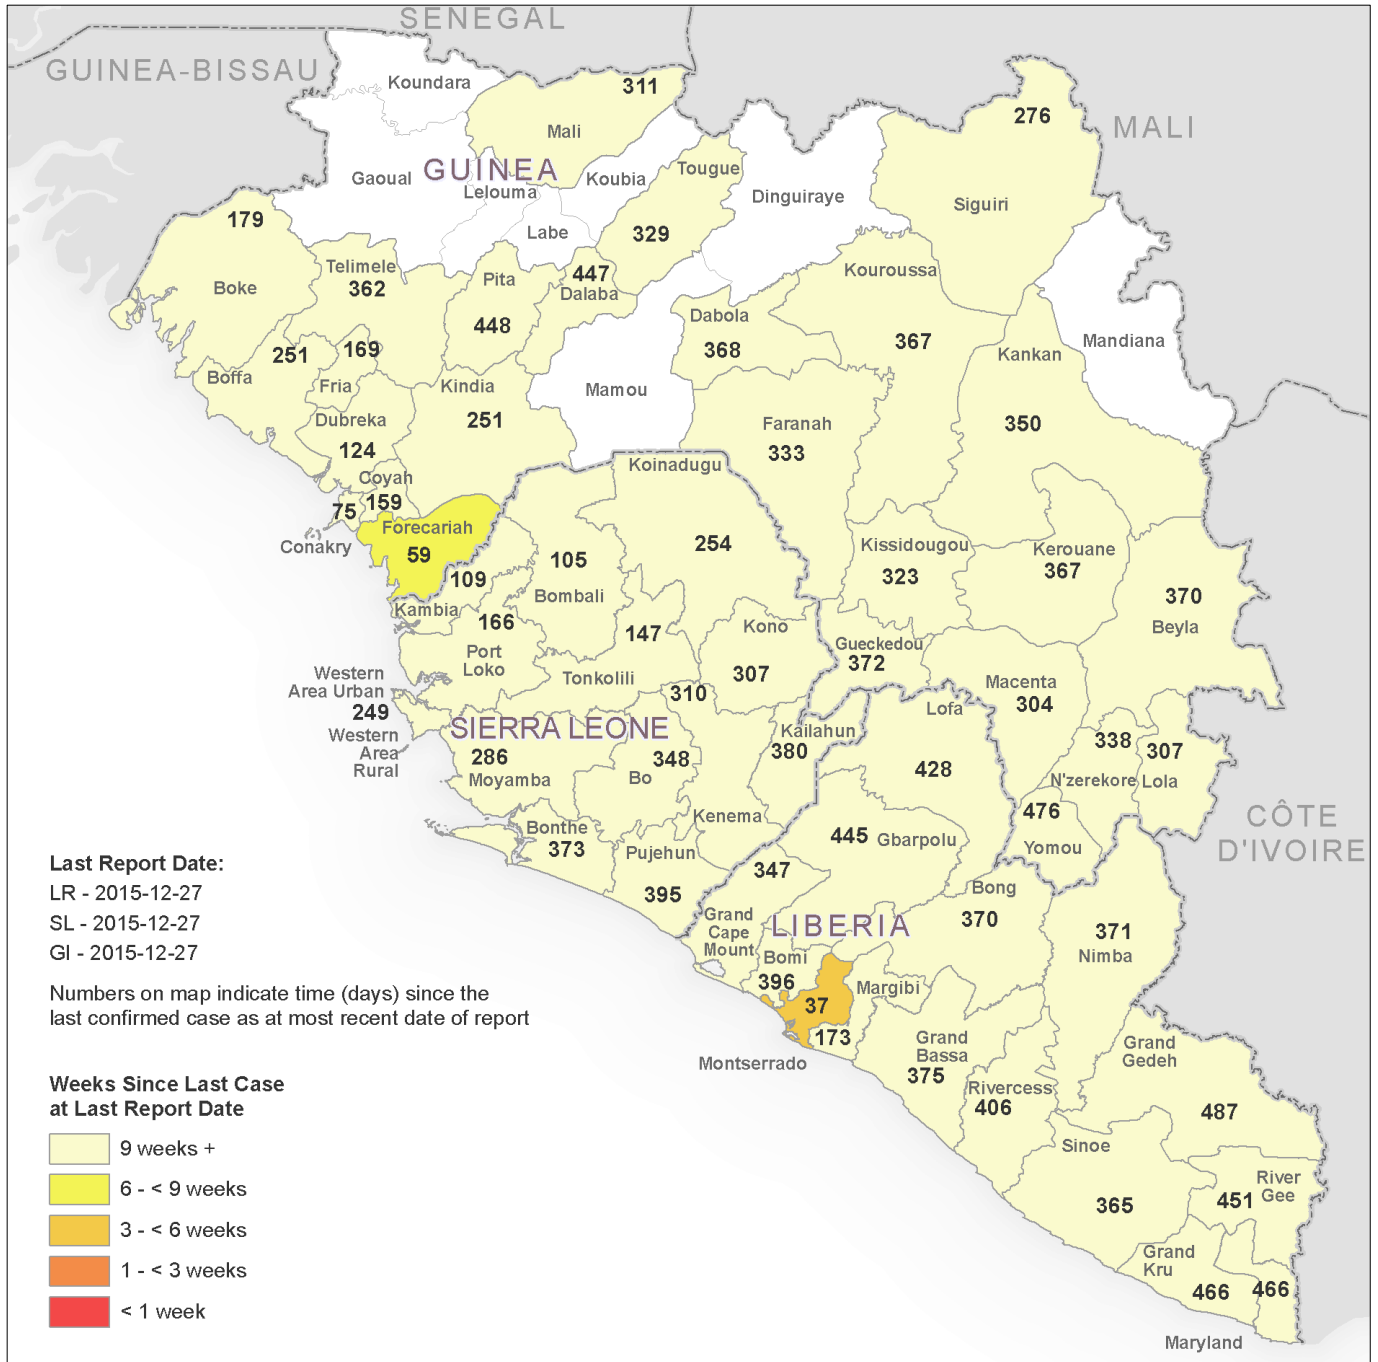 SENEGAL
GUINEA-BISSAU
Koundara
311
276
MALI
Mali
GUINEA
Tougue
Gaoual
Koubia
Lelouma
Dinguiraye
Siguiri
179
Labe
329
Telimele
362
Pita
447
Dalaba
Kouroussa
Boke
448
Dabola
368
367
Kankan
Mandiana
251
169
Boffa
Fria
Kindia
Mamou
Dubreka
251
Faranah
333
350
124
Koinadugu
Coyah
159
75
Forecariah
59
Conakry
254
Kissidougou
323
Kerouane
367
105
109
Bombali
370
Beyla
Kambia
166
147
Kono
Gueckedou
372
Port
Loko
Western
Area Urban
249
Western
Area
Rural
Tonkolili
310
307
Macenta
304
Lofa
SIERRA LEONE
Kailahun
380
338
307
286
Moyamba
348
Bo
428
N'zerekore
Lola
476
Yomou
Kenema
CÔTE
D'IVOIRE
Bonthe
373
445
Gbarpolu
Pujehun
395
347
Bong
370
Last Report Date:
LR - 2015-12-27
SL - 2015-12-27
GI - 2015-12-27
Grand
Cape
Mount
LIBERIA
371
Nimba
Bomi
396
Margibi
37
173
Montserrado
Numbers on map indicate time (days) since the
last confirmed case as at most recent date of report
Grand
Bassa
375
Grand
Gedeh
Rivercess
406
487
Weeks Since Last Case
at Last Report Date
9 weeks +
6 - < 9 weeks
3 - < 6 weeks
1 - < 3 weeks
< 1 week
Sinoe
365
River
Gee
451
Grand
Kru
466
466
Maryland